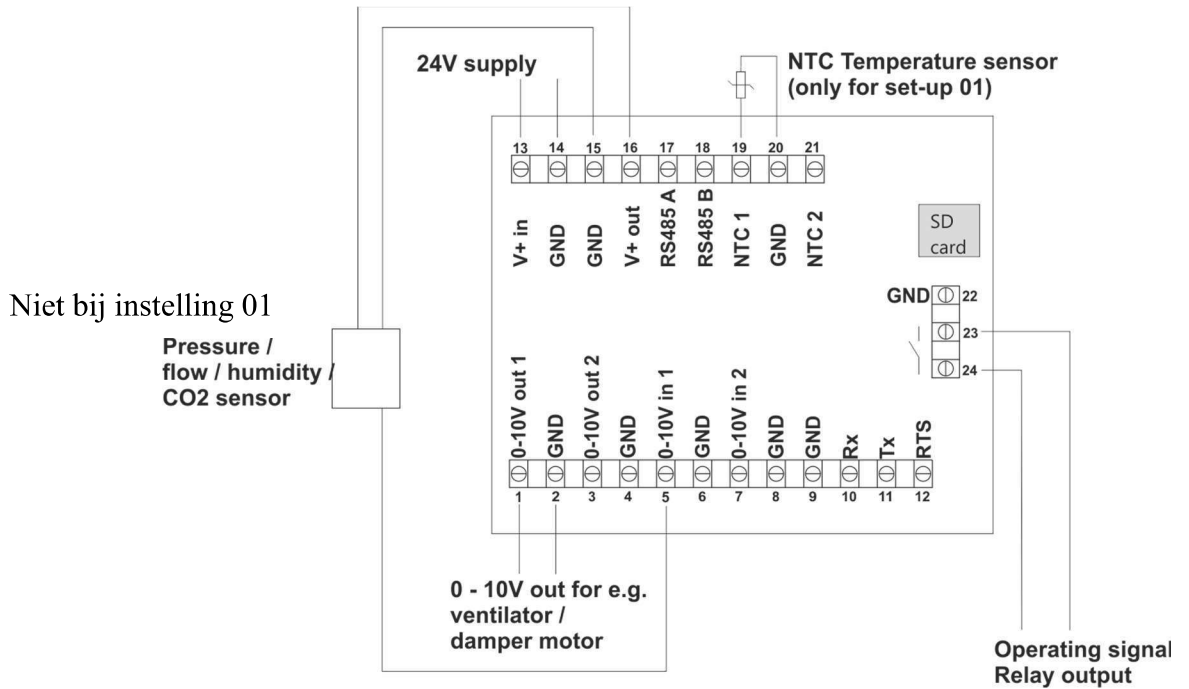 24V supply
NTC Temperature sensor
(only for set-up 01)
13 14 15 16 17 18 19 20 21
V+ in
GND
GND
V+ out
RS485 A
RS485 B
NTC 1
GND
NTC 2
SD
card
GND 22
23
24
Niet bij instelling 01
Pressure /
flow / humidity /
CO2 sensor
0-10V out 1
GND
0-10V out 2
GND
0-10V in 1
GND
0-10V in 2
GND
GND
Rx
Tx
RTS
1 2 3 4 5 6 7 8 9 10 11 12
0 - 10V out for e.g.
ventilator /
damper motor
Operating signal
Relay output